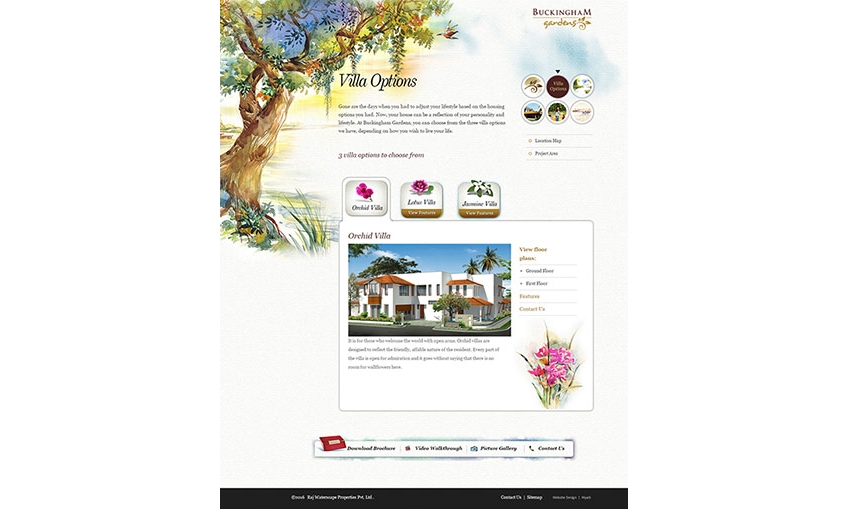 BUCKINGHAM
gardens
Villa Options
Villa Options
Gone are the days when you had to adjust your lifestyle based on the housing
options you had. Now, your home can be a reflection of your personality and
lifestyle. At Buckingham Gardens, you can choose from the three villa options
we have, depending on how you wish to live your life.
Location Map
Project Area
3 villa options to choose from
Orchid Villa
Lotus Villa
View Features
Jasmine Villa
View Features
Orchid Villa
View floor
plans:
Ground Floor
First Floor
Features
Contact Us
It is for those who welcome the world with open arms. Orchid villas are
designed to reflect the friendly, affable nature of the resident. Every part of
the villa is open for admiration and it goes without saying that there is no
room for wallflowers here.
Download Brochure | Video Walkthrough | Picture Gallery | Contact Us
©2006 Raj Waterscape Properties Pvt. Ltd.
Contact Us | Sitemap
Website Design |